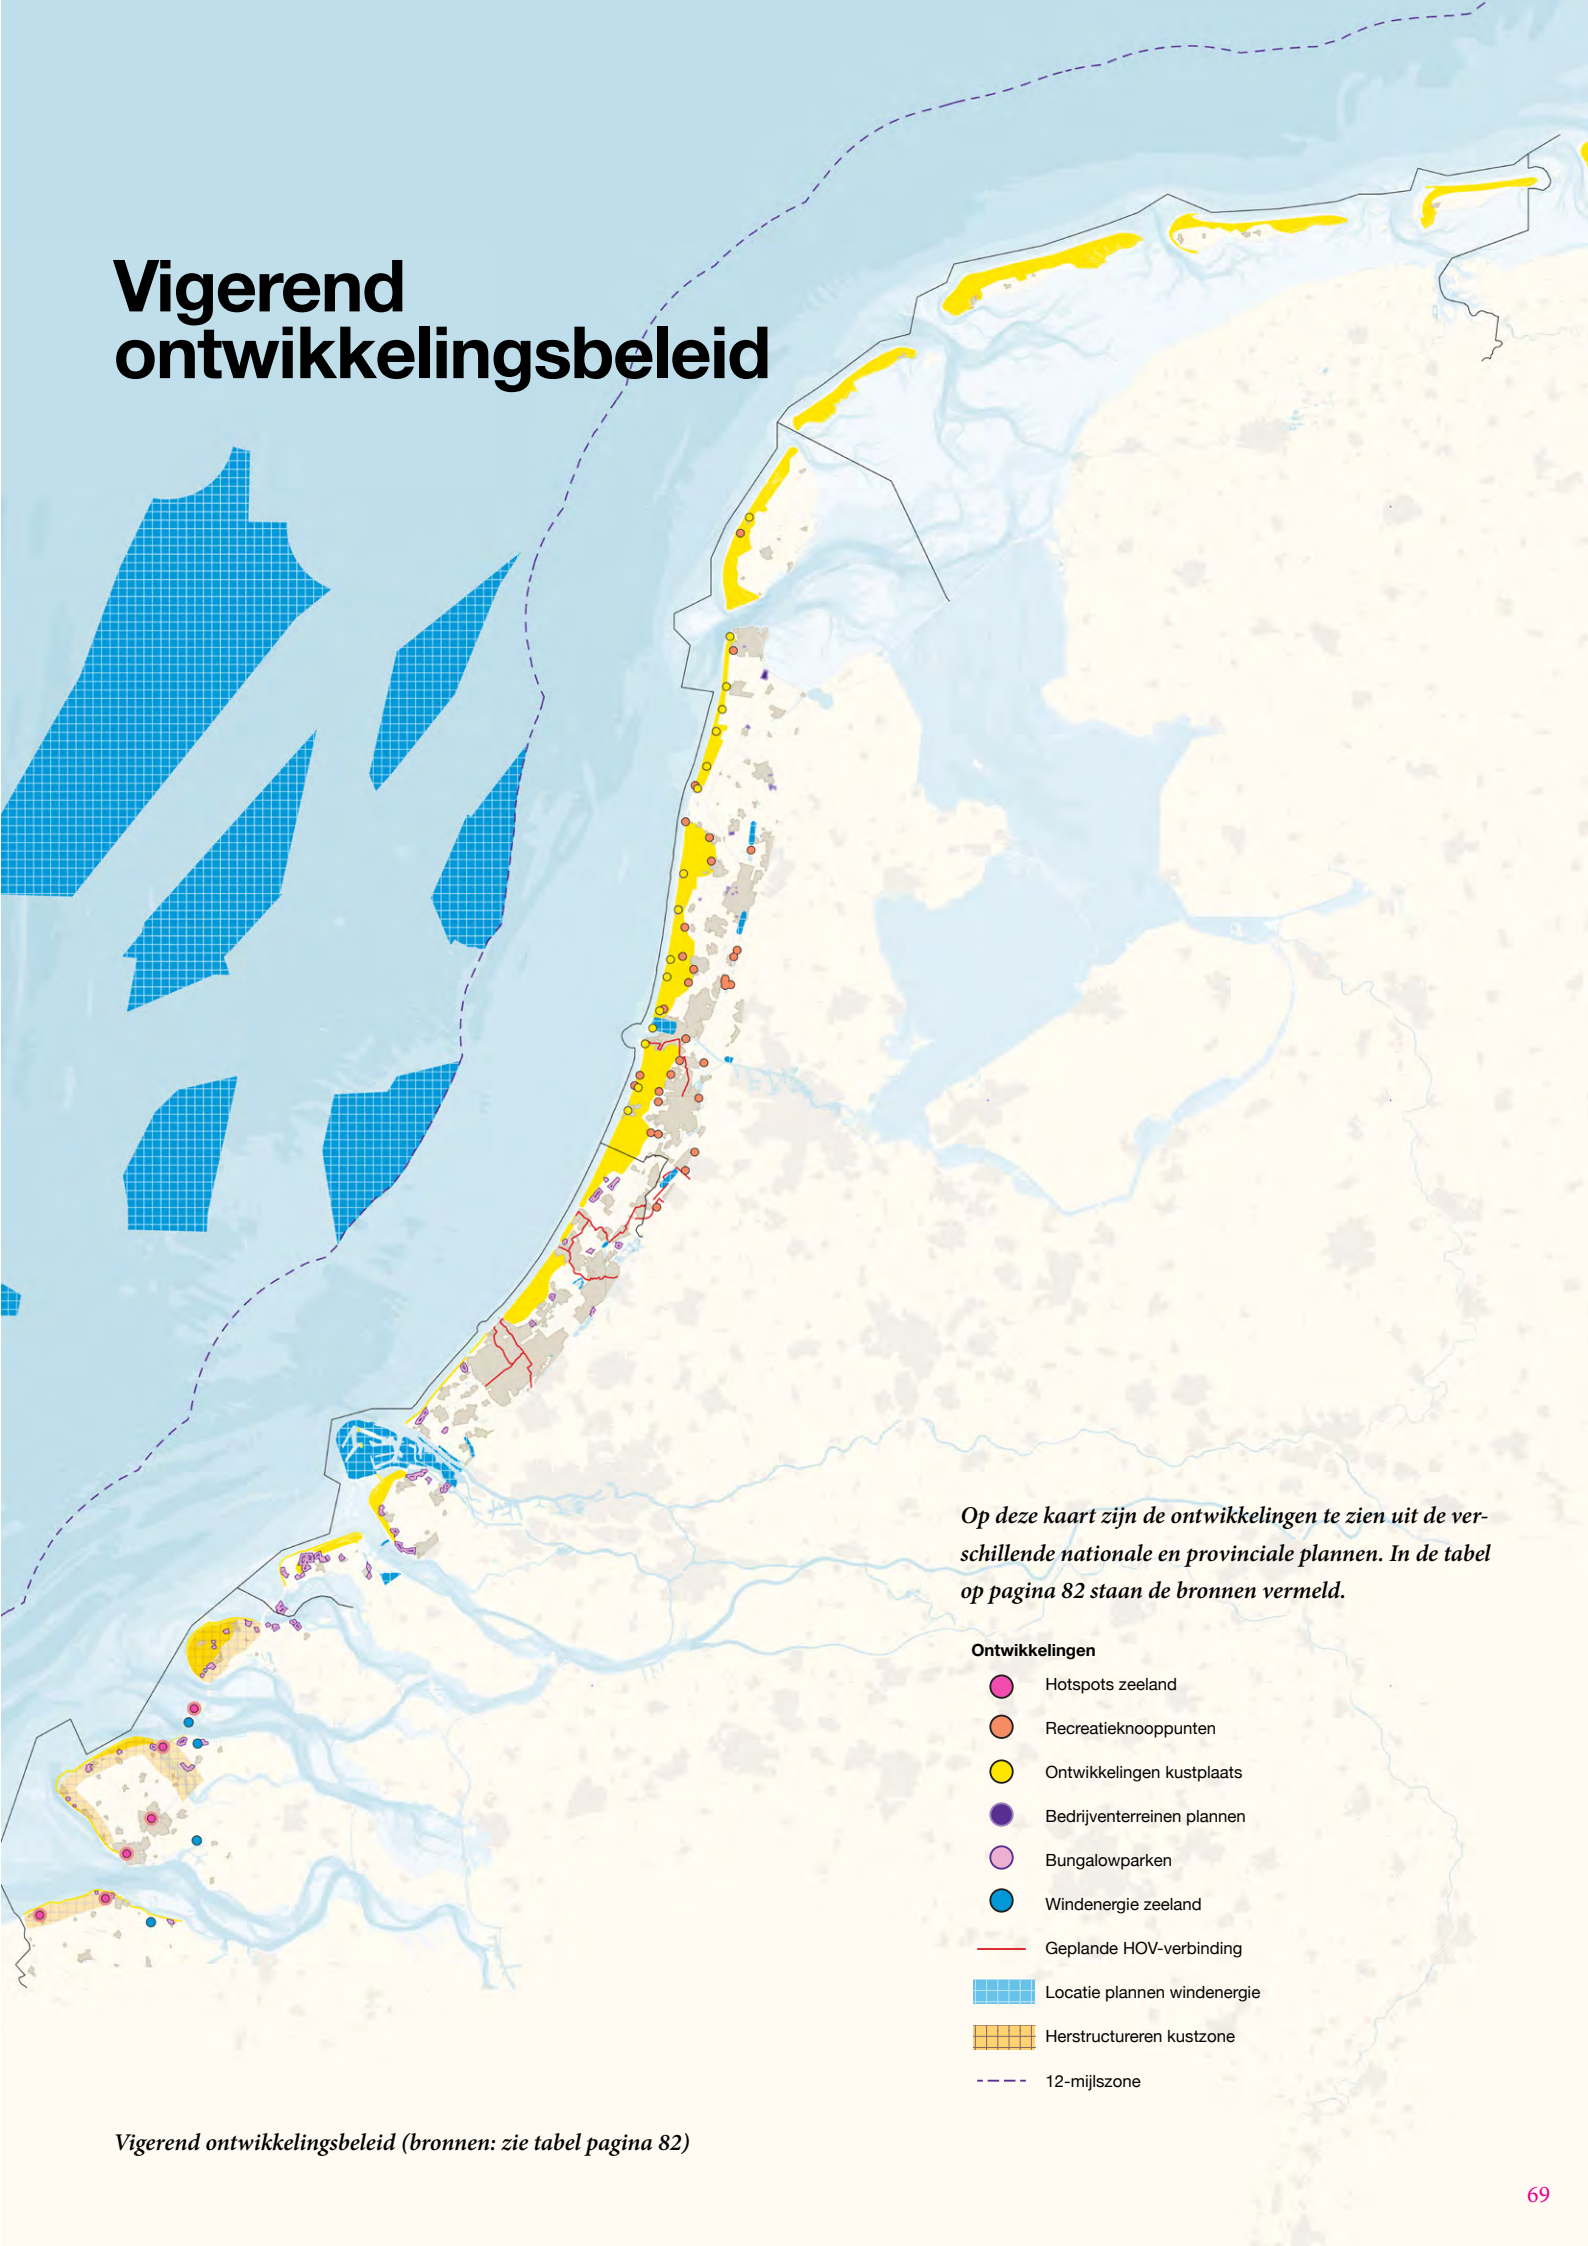 Vigerend
ontwikkelingsbeleid
Op deze kaart zijn de ontwikkelingen te zien uit de ver-
schillende nationale en provinciale plannen. In de tabel
op pagina 82 staan de bronnen vermeld.
Ontwikkelingen
Hotspots zeeland
Recreatieknooppunten
Ontwikkelingen kustplaats
Bedrijventerreinen plannen
Bungalowparken
Windenergie zeeland
Geplande HOV-verbinding
Locatie plannen windenergie
Herstructureren kustzone
12-mijlszone
Vigerend ontwikkelingsbeleid (bronnen: zie tabel pagina 82)
69